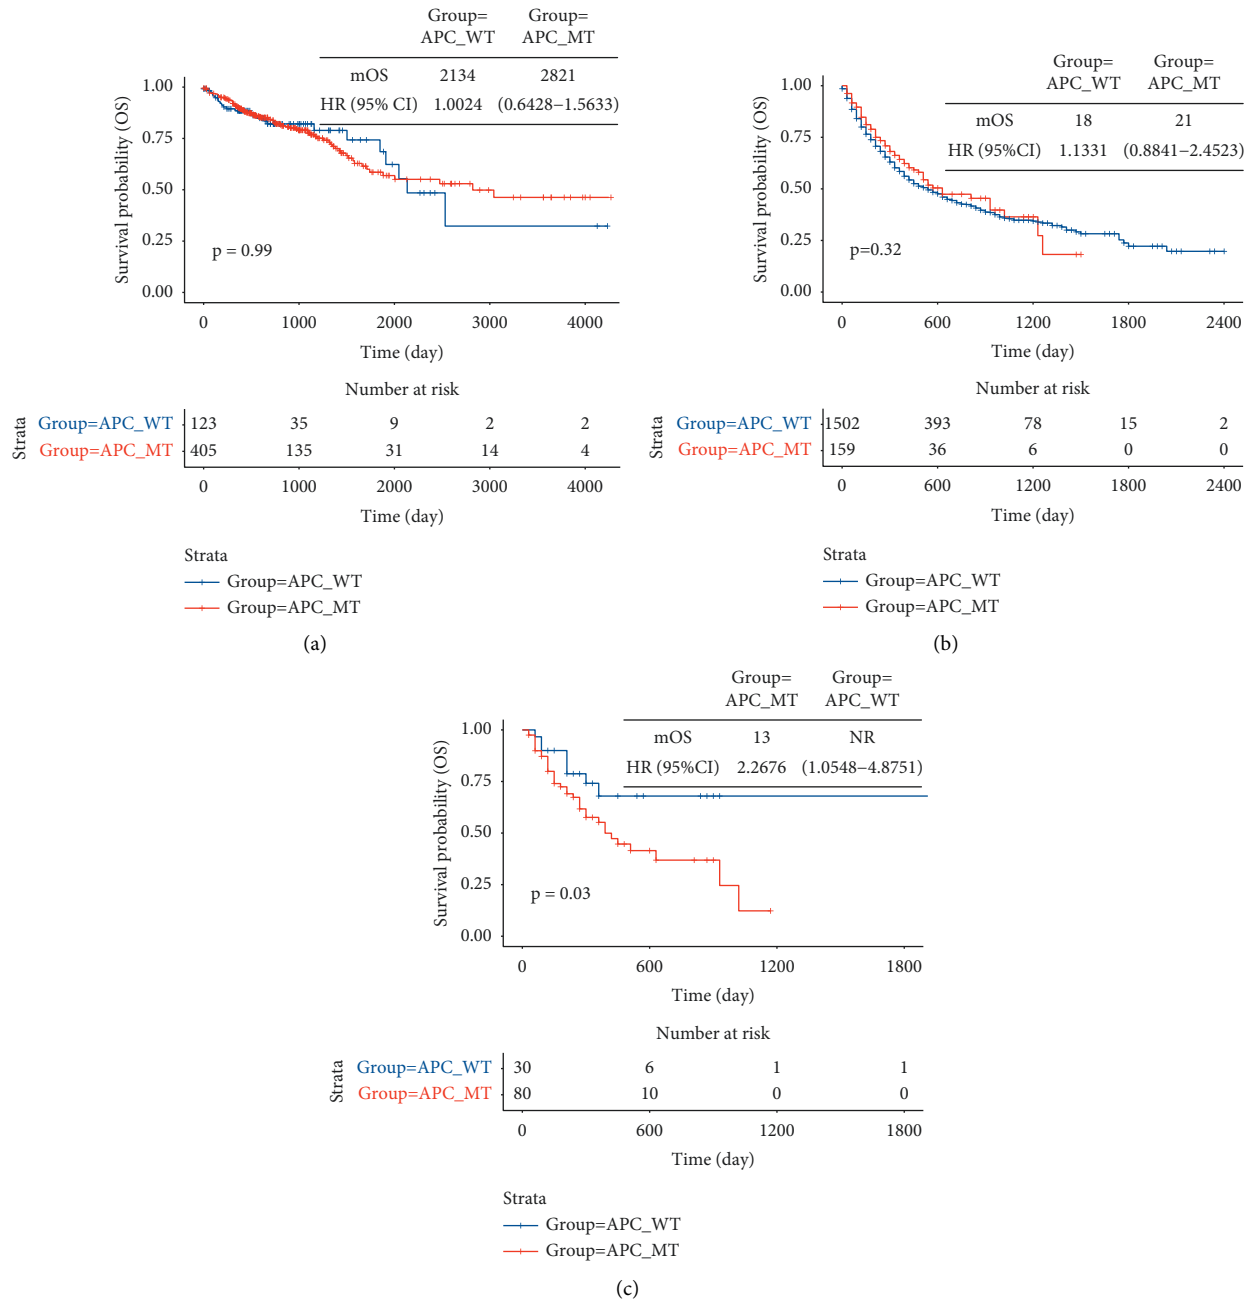 Group= Group=
APC_WT APC_MT
mOS 2134 2821
HR (95% CI) 1.0024 (0.6428−1.5633)
Survival probability (OS)
1.00
0.75
0.50
0.25
0.00
p = 0.99
0 1000 2000 3000 4000
Time (day)
Number at risk
Strata
Group=APC_WT 123 35 9 2 2
Group=APC_MT 405 135 31 14 4
0 1000 2000 3000 4000
Time (day)
Strata
Group=APC_WT
Group=APC_MT
(a)
Group= Group=
APC_WT APC_MT
mOS 18 21
HR (95%CI) 1.1331 (0.8841−2.4523)
Survival probability (OS)
1.00
0.75
0.50
0.25
0.00
p=0.32
0 600 1200 1800 2400
Time (day)
Number at risk
Strata
Group=APC_WT 1502 393 78 15 2
Group=APC_MT 159 36 6 0 0
0 600 1200 1800 2400
Time (day)
Strata
Group=APC_WT
Group=APC_MT
(b)
Group= Group=
APC_MT APC_WT
mOS 13 NR
HR (95%CI) 2.2676 (1.0548−4.8751)
Survival probability (OS)
1.00
0.75
0.50
0.25
0.00
p = 0.03
0 600 1200 1800
Time (day)
Number at risk
Strata
Group=APC_WT 30 6 1 1
Group=APC_MT 80 10 0 0
0 600 1200 1800
Time (day)
Strata
Group=APC_WT
Group=APC_MT
(c)